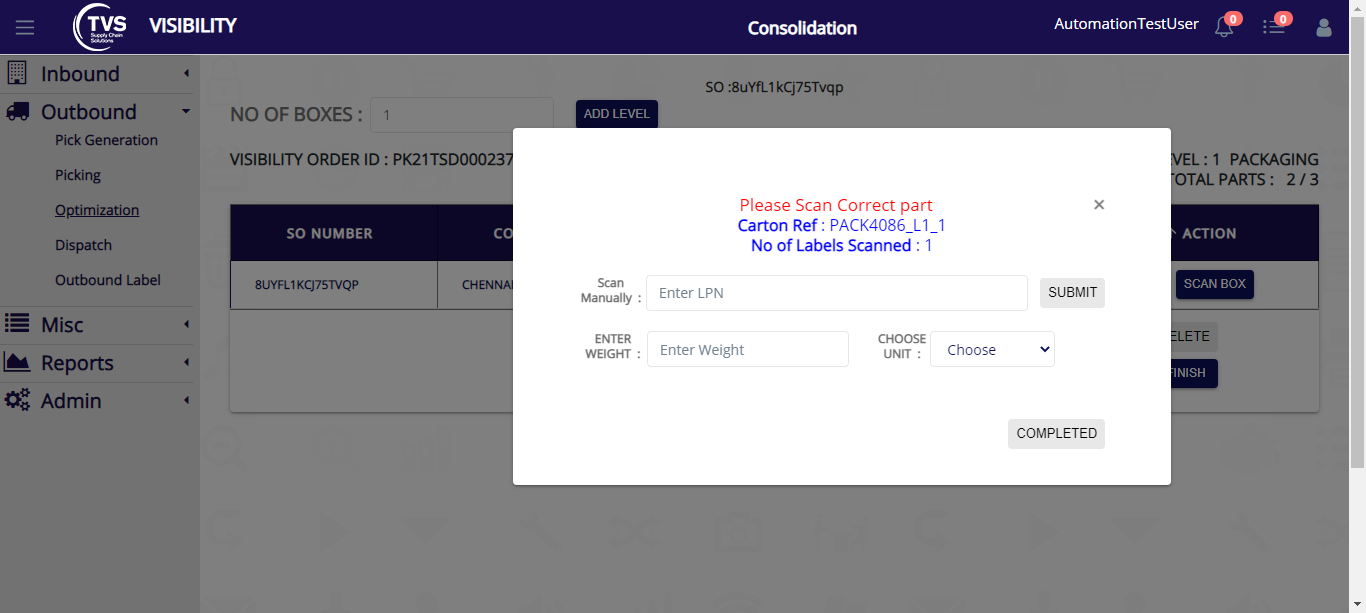 TVS
Supply Chain
Solutions
VISIBILITY
Consolidation
AutomationTestUser
0
0
Inbound
Outbound
Pick Generation
Picking
Optimization
Dispatch
Outbound Label
Misc
Reports
Admin
SO :8uYfL1kCj75Tvqp
NO OF BOXES :
1
ADD LEVEL
VISIBILITY ORDER ID : PK21TSD000237
VEL : 1 PACKAGING
TOTAL PARTS : 2 / 3
SO NUMBER
CO
ACTION
8UYFL1KCJ75TVQP
CHENNAI
SCAN BOX
ELETE
FINISH
Please Scan Correct part
×
Carton Ref : PACK4086_L1_1
No of Labels Scanned : 1
Scan
Manually :
Enter LPN
SUBMIT
ENTER
WEIGHT :
Enter Weight
CHOOSE
UNIT :
Choose
COMPLETED